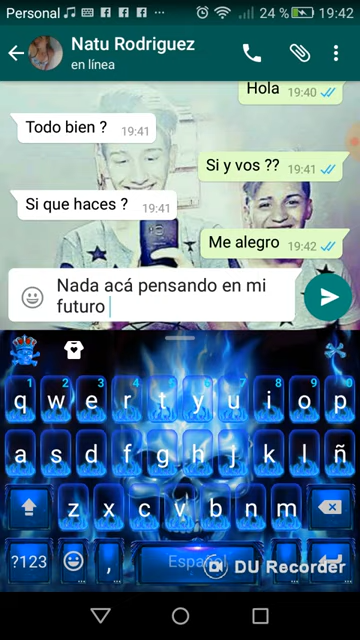 Personal 24 % 19:42
Natu Rodriguez
en línea
Hola 19:40
Todo bien ? 19:41
Si y vos ?? 19:41
Si que haces ? 19:41
Me alegro 19:42
Nada acá pensando en mi
futuro
1 2 3 4 5 6 7 8 9 0
q w e r t y u i o p
a s d f g h j k l ñ
z x c v b n m
?123 , Español .
DU Recorder